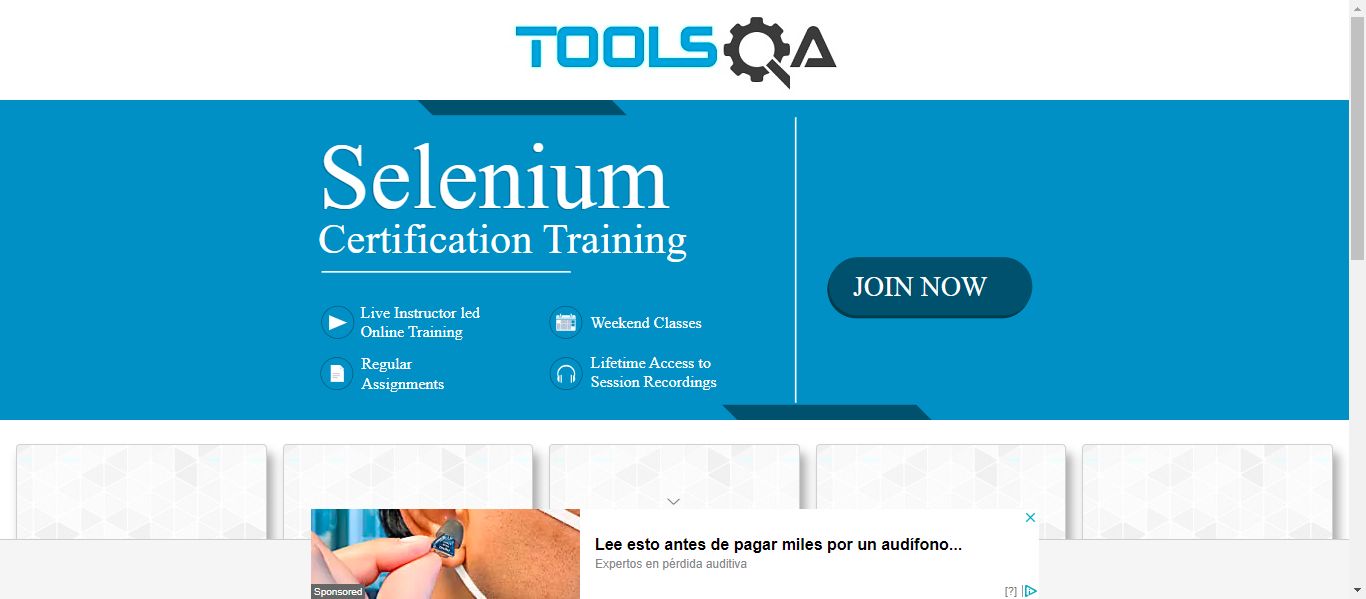 TOOLSQA
Selenium
Certification Training
Live Instructor led
Online Training
Weekend Classes
Regular
Assignments
Lifetime Access to
Session Recordings
JOIN NOW
Lee esto antes de pagar miles por un audífono...
Expertos en pérdida auditiva
Sponsored
[?]